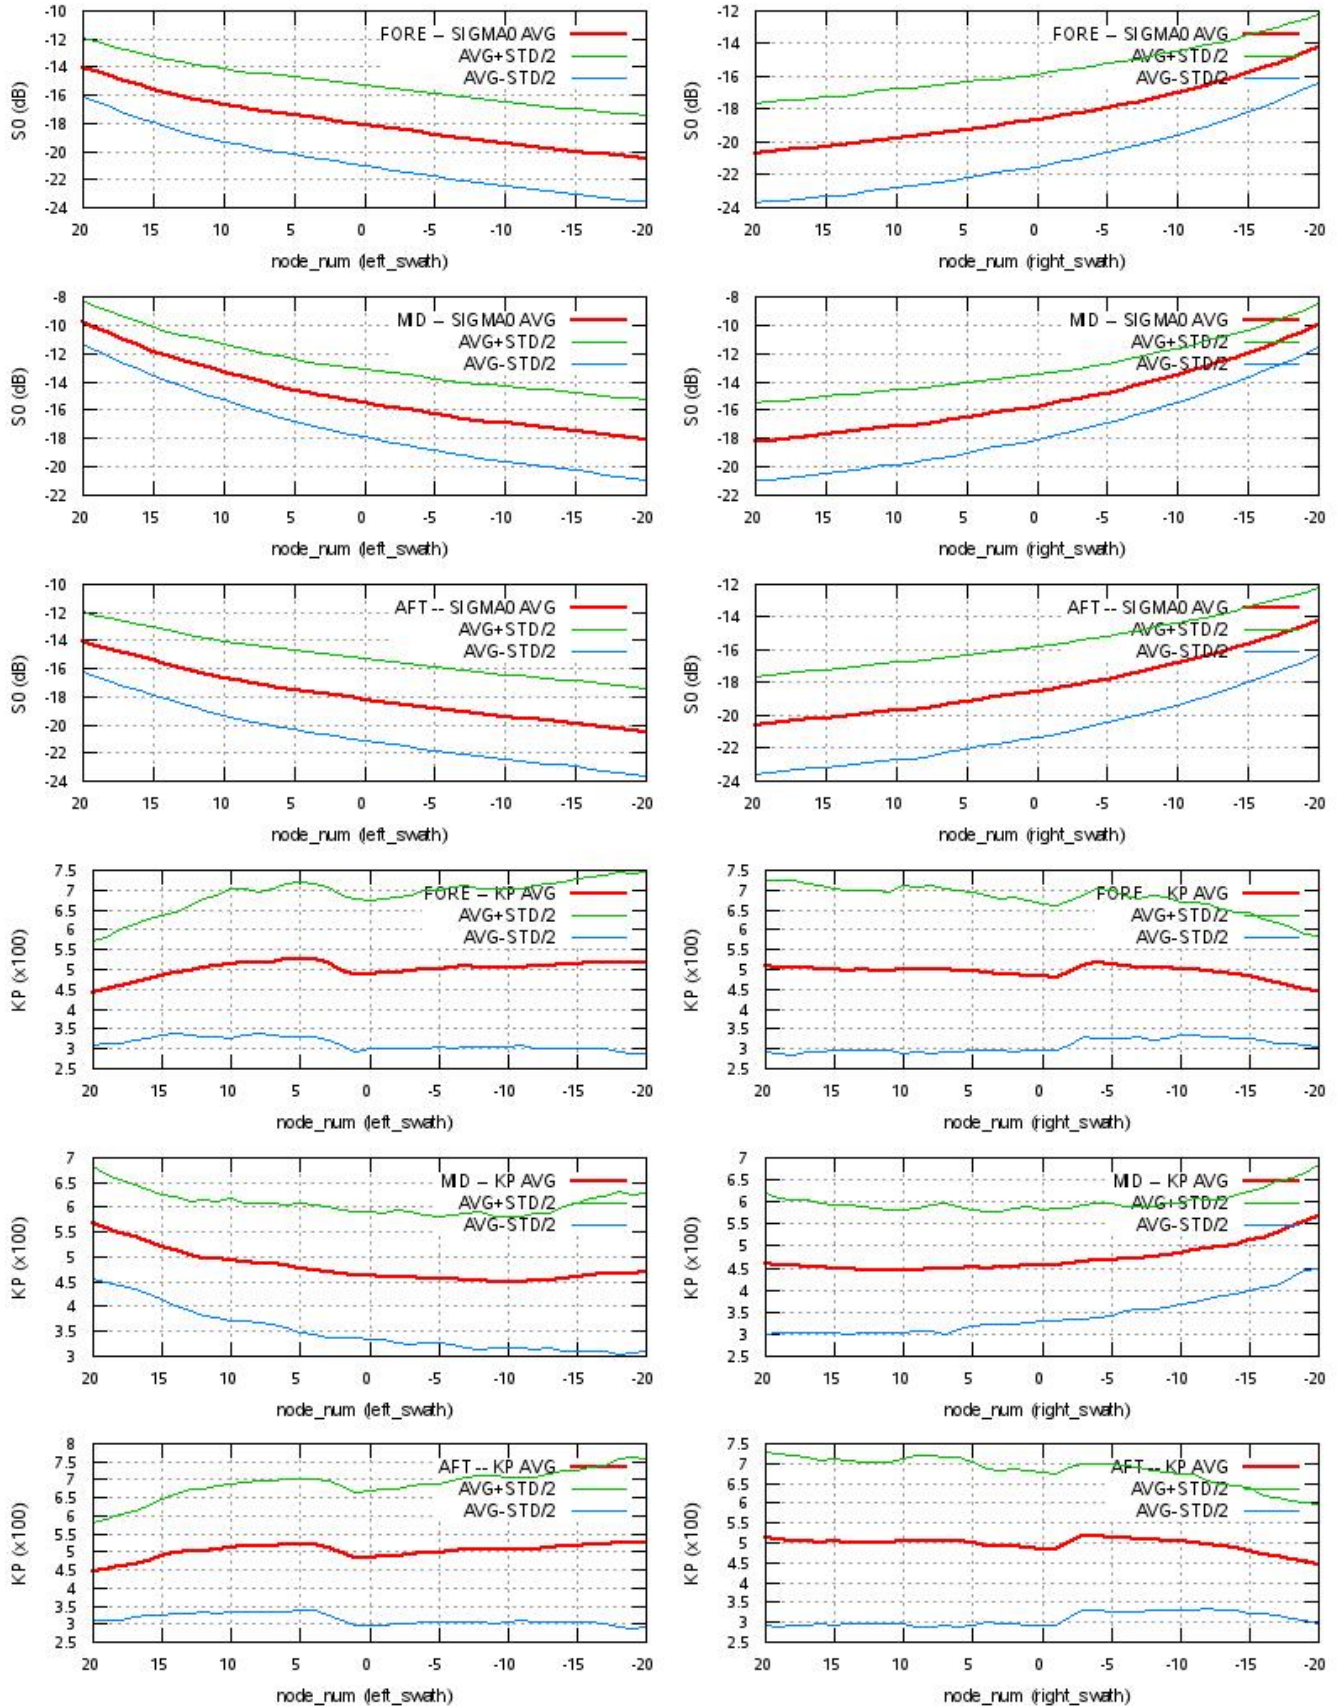 -10
-12
-14
-16
-18
-20
-22
-24
S0 (dB)
FORE -- SIGMA0 AVG
AVG+STD/2
AVG-STD/2
20 15 10 5 0 -5 -10 -15 -20
node_num (left_swath)
-12
-14
-16
-18
-20
-22
-24
S0 (dB)
FORE -- SIGMA0 AVG
AVG+STD/2
AVG-STD/2
20 15 10 5 0 -5 -10 -15 -20
node_num (right_swath)
-8
-10
-12
-14
-16
-18
-20
-22
S0 (dB)
MID -- SIGMA0 AVG
AVG+STD/2
AVG-STD/2
20 15 10 5 0 -5 -10 -15 -20
node_num (left_swath)
-8
-10
-12
-14
-16
-18
-20
-22
S0 (dB)
MID -- SIGMA0 AVG
AVG+STD/2
AVG-STD/2
20 15 10 5 0 -5 -10 -15 -20
node_num (right_swath)
-10
-12
-14
-16
-18
-20
-22
-24
S0 (dB)
AFT -- SIGMA0 AVG
AVG+STD/2
AVG-STD/2
20 15 10 5 0 -5 -10 -15 -20
node_num (left_swath)
-12
-14
-16
-18
-20
-22
-24
S0 (dB)
AFT -- SIGMA0 AVG
AVG+STD/2
AVG-STD/2
20 15 10 5 0 -5 -10 -15 -20
node_num (right_swath)
7.5
7
6.5
6
5.5
5
4.5
4
3.5
3
2.5
KP (x100)
FORE -- KP AVG
AVG+STD/2
AVG-STD/2
20 15 10 5 0 -5 -10 -15 -20
node_num (left_swath)
7.5
7
6.5
6
5.5
5
4.5
4
3.5
3
2.5
KP (x100)
FORE -- KP AVG
AVG+STD/2
AVG-STD/2
20 15 10 5 0 -5 -10 -15 -20
node_num (right_swath)
7
6.5
6
5.5
5
4.5
4
3.5
3
KP (x100)
MID -- KP AVG
AVG+STD/2
AVG-STD/2
20 15 10 5 0 -5 -10 -15 -20
node_num (left_swath)
7
6.5
6
5.5
5
4.5
4
3.5
3
2.5
KP (x100)
MID -- KP AVG
AVG+STD/2
AVG-STD/2
20 15 10 5 0 -5 -10 -15 -20
node_num (right_swath)
8
7.5
7
6.5
6
5.5
5
4.5
4
3.5
3
2.5
KP (x100)
AFT -- KP AVG
AVG+STD/2
AVG-STD/2
20 15 10 5 0 -5 -10 -15 -20
node_num (left_swath)
7.5
7
6.5
6
5.5
5
4.5
4
3.5
3
2.5
KP (x100)
AFT -- KP AVG
AVG+STD/2
AVG-STD/2
20 15 10 5 0 -5 -10 -15 -20
node_num (right_swath)